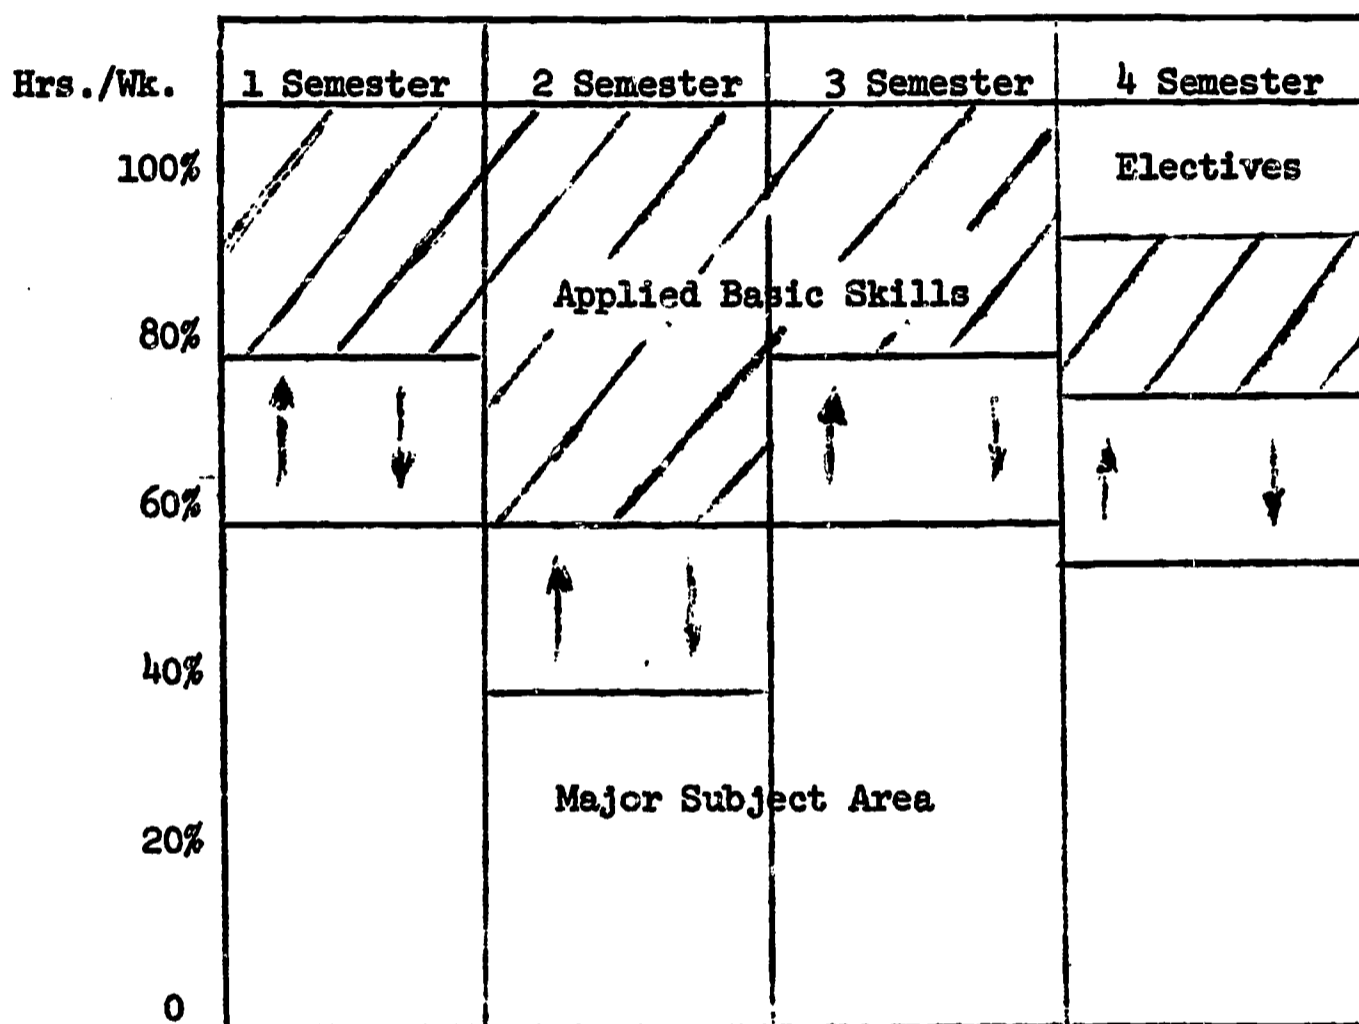 Hrs./Wk. 1 Semester 2 Semester 3 Semester 4 Semester
100% Electives
Applied Basic Skills
80%
60%
40%
Major Subject Area
20%
0